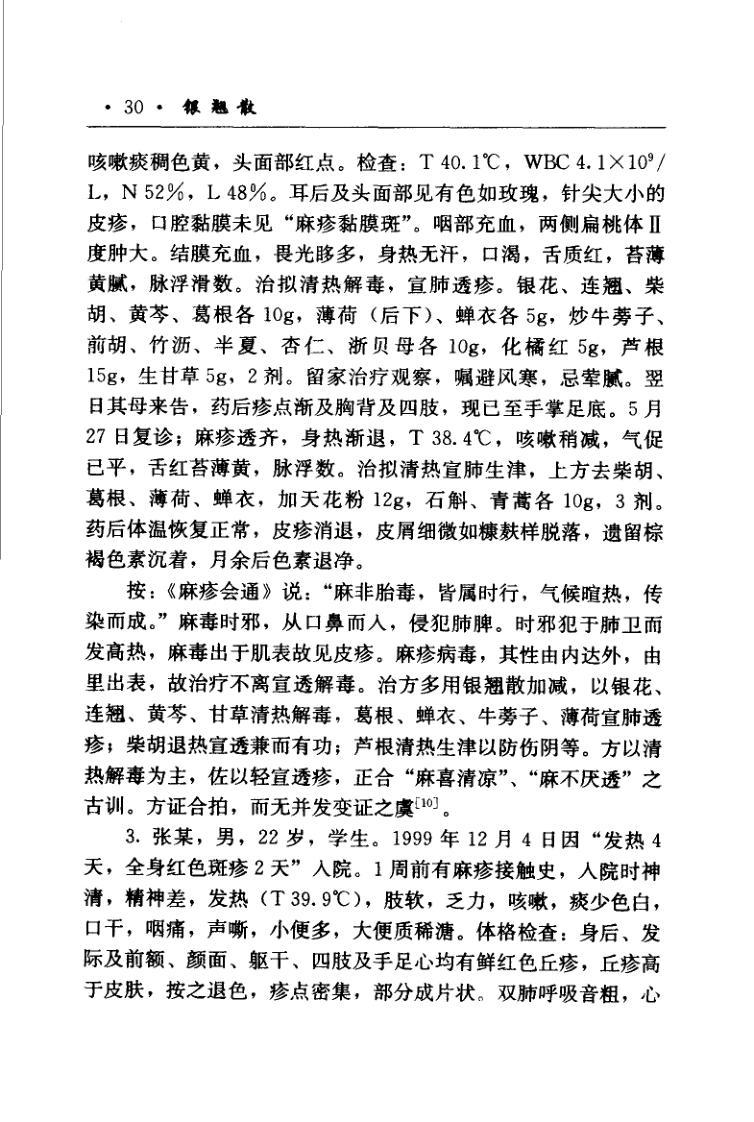 · 30 · 银翘散
咳嗽痰稠色黄，头面部红点。检查：T 40.1℃，WBC 4.1×10⁹/
L，N 52%，L 48%。耳后及头面部见有色如玫瑰，针尖大小的
皮疹，口腔黏膜未见“麻疹黏膜斑”。咽部充血，两侧扁桃体Ⅱ
度肿大。结膜充血，畏光眵多，身热无汗，口渴，舌质红，苔薄
黄腻，脉浮滑数。治拟清热解毒，宣肺透疹。银花、连翘、柴
胡、黄芩、葛根各 10g，薄荷（后下）、蝉衣各 5g，炒牛蒡子、
前胡、竹沥、半夏、杏仁、浙贝母各 10g，化橘红 5g，芦根
15g，生甘草 5g，2 剂。留家治疗观察，嘱避风寒，忌荤腻。翌
日其母来告，药后疹点渐及胸背及四肢，现已至手掌足底。5 月
27 日复诊；麻疹透齐，身热渐退，T 38.4℃，咳嗽稍减，气促
已平，舌红苔薄黄，脉浮数。治拟清热宣肺生津，上方去柴胡、
葛根、薄荷、蝉衣，加天花粉 12g，石斛、青蒿各 10g，3 剂。
药后体温恢复正常，皮疹消退，皮屑细微如糠麸样脱落，遗留棕
褐色素沉着，月余后色素退净。
按：《麻疹会通》说：“麻非胎毒，皆属时行，气候暄热，传
染而成。”麻毒时邪，从口鼻而入，侵犯肺脾。时邪犯于肺卫而
发高热，麻毒出于肌表故见皮疹。麻疹病毒，其性由内达外，由
里出表，故治疗不离宣透解毒。治方多用银翘散加减，以银花、
连翘、黄芩、甘草清热解毒，葛根、蝉衣、牛蒡子、薄荷宣肺透
疹；柴胡退热宣透兼而有功；芦根清热生津以防伤阴等。方以清
热解毒为主，佐以轻宣透疹，正合“麻喜清凉”、“麻不厌透”之
古训。方证合拍，而无并发变证之虞[10]。
3. 张某，男，22 岁，学生。1999 年 12 月 4 日因“发热 4
天，全身红色斑疹 2 天”入院。1 周前有麻疹接触史，入院时神
清，精神差，发热（T 39.9℃），肢软，乏力，咳嗽，痰少色白，
口干，咽痛，声嘶，小便多，大便质稀溏。体格检查：身后、发
际及前额、颜面、躯干、四肢及手足心均有鲜红色丘疹，丘疹高
于皮肤，按之退色，疹点密集，部分成片状。双肺呼吸音粗，心